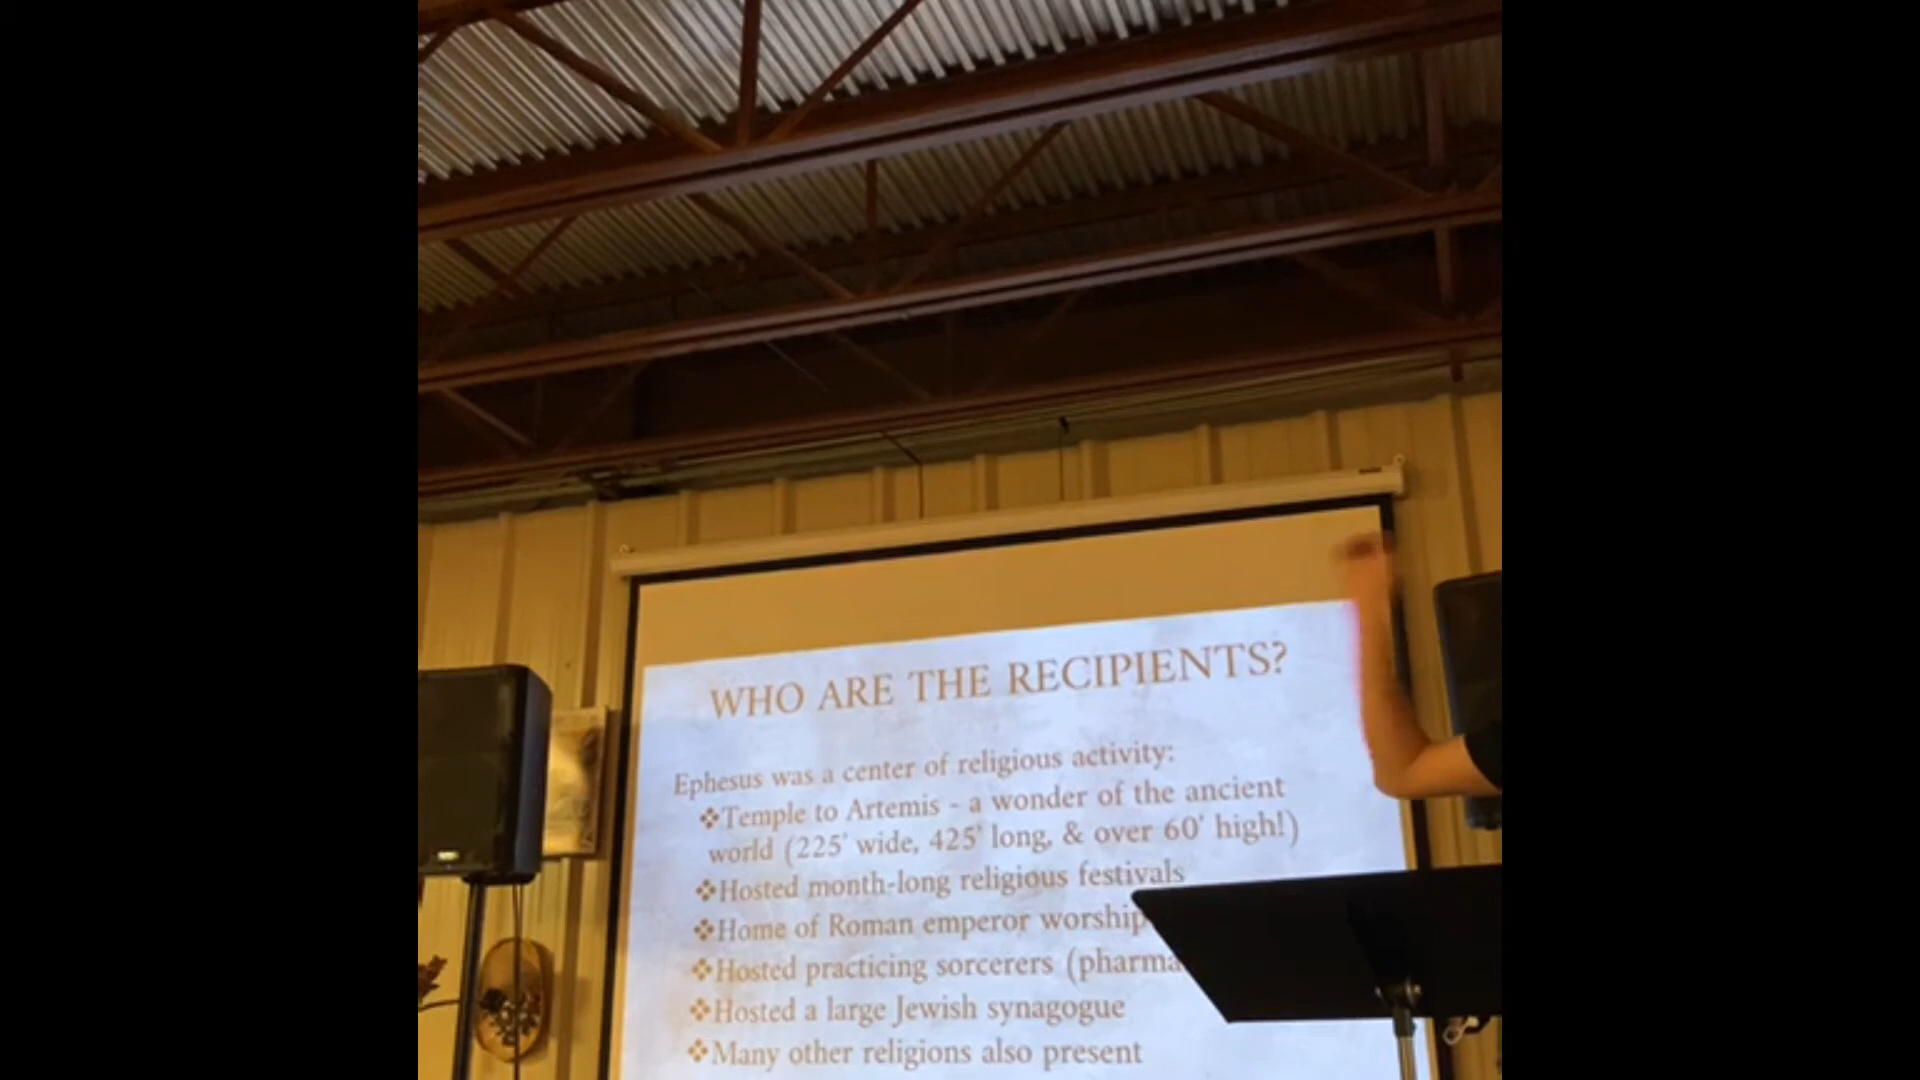 WHO ARE THE RECIPIENTS?
Ephesus was a center of religious activity:
❖Temple to Artemis - a wonder of the ancient
world (225' wide, 425' long, & over 60' high!)
❖Hosted month-long religious festivals
❖Home of Roman emperor worship
❖Hosted practicing sorcerers
❖Hosted a large Jewish synagogue
❖Many other religions also present